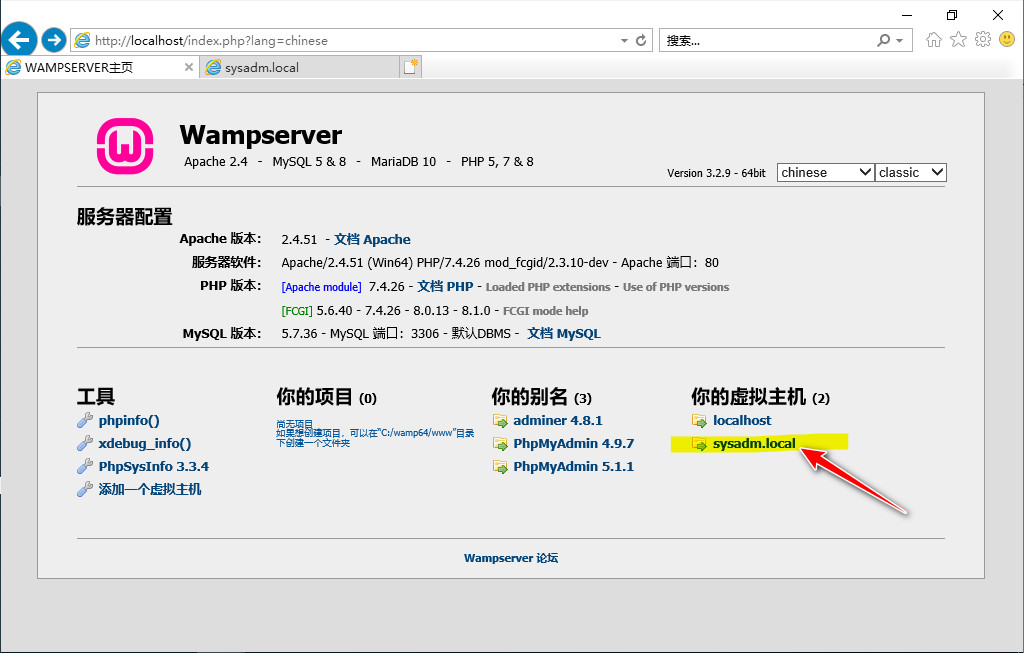 http://localhost/index.php?lang=chinese
搜索...
WAMPSERVER主页
sysadm.local
Wampserver
Apache 2.4 - MySQL 5 & 8 - MariaDB 10 - PHP 5, 7 & 8
Version 3.2.9 - 64bit chinese classic
服务器配置
Apache 版本： 2.4.51 - 文档 Apache
服务器软件： Apache/2.4.51 (Win64) PHP/7.4.26 mod_fcgid/2.3.10-dev - Apache 端口：80
PHP 版本： [Apache module] 7.4.26 - 文档 PHP - Loaded PHP extensions - Use of PHP versions
[FCGI] 5.6.40 - 7.4.26 - 8.0.13 - 8.1.0 - FCGI mode help
MySQL 版本： 5.7.36 - MySQL 端口：3306 - 默认DBMS - 文档 MySQL
工具
phpinfo()
xdebug_info()
PhpSysInfo 3.3.4
添加一个虚拟主机
你的项目 (0)
尚无项目
如果想创建项目，可以在“C:/wamp64/www”目录
下创建一个文件夹
你的别名 (3)
adminer 4.8.1
PhpMyAdmin 4.9.7
PhpMyAdmin 5.1.1
你的虚拟主机 (2)
localhost
sysadm.local
Wampserver 论坛